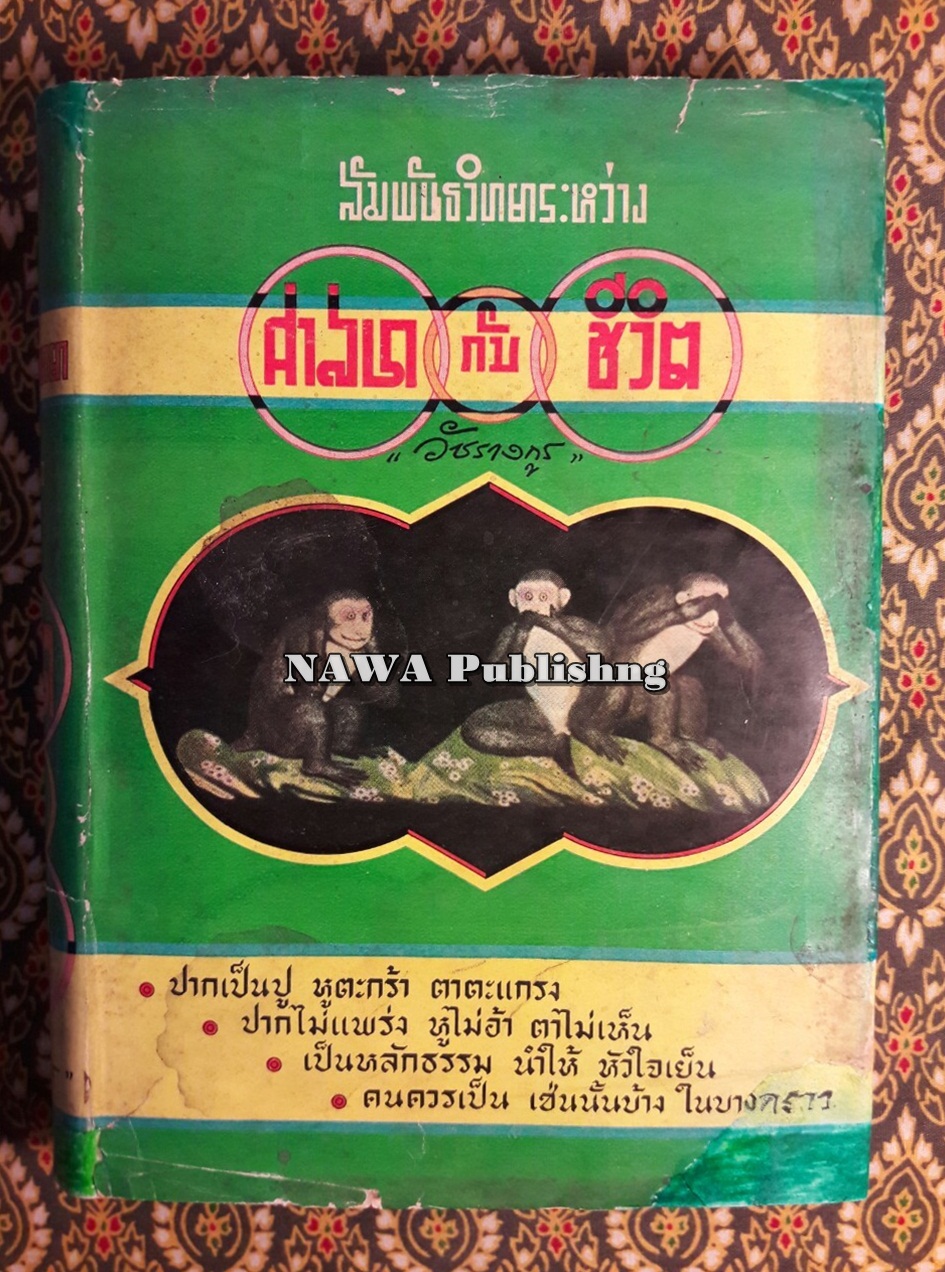 สัมพันธวิทยาระหว่าง
ศาสนา กับ ชีวิต
"วัชรางกูร"
NAWA Publishng
ปากเป็นปู หูตะกร้า ตาตะแกรง
ปากไม่แพร่ง หูไม่อ้า ตาไม่เห็น
เป็นหลักธรรม นำให้ หัวใจเย็น
คนควรเป็น เช่นนั้นบ้าง ในบางคราว